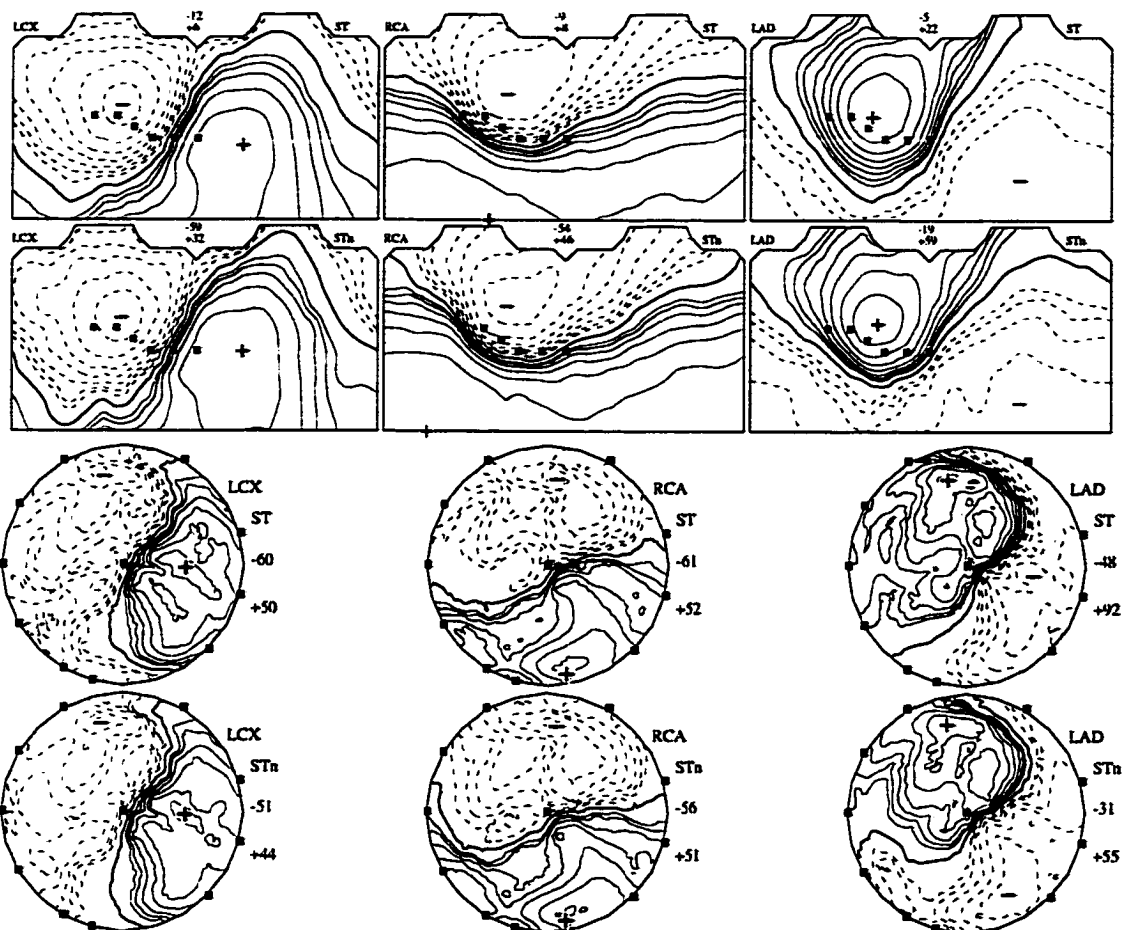 LCX -12 +6 ST
RCA -9 +8 ST
LAD -5 +22 ST
LCX -59 +32 STn
RCA -54 +46 STn
LAD -19 +59 STn
LCX
ST
-60
+50
RCA
ST
-61
+52
LAD
ST
-48
+92
LCX
STn
-51
+44
RCA
STn
-56
+51
LAD
STn
-31
+55